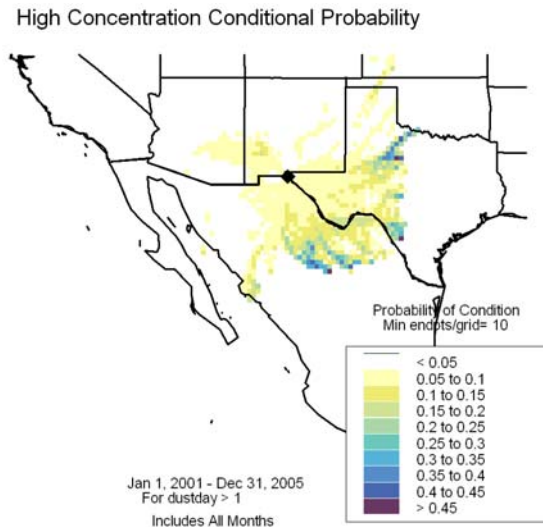 High Concentration Conditional Probability
Probability of Condition
Min endpts/grid= 10
< 0.05
0.05 to 0.1
0.1 to 0.15
0.15 to 0.2
0.2 to 0.25
0.25 to 0.3
0.3 to 0.35
0.35 to 0.4
0.4 to 0.45
> 0.45
Jan 1, 2001 - Dec 31, 2005
For dustday > 1
Includes All Months